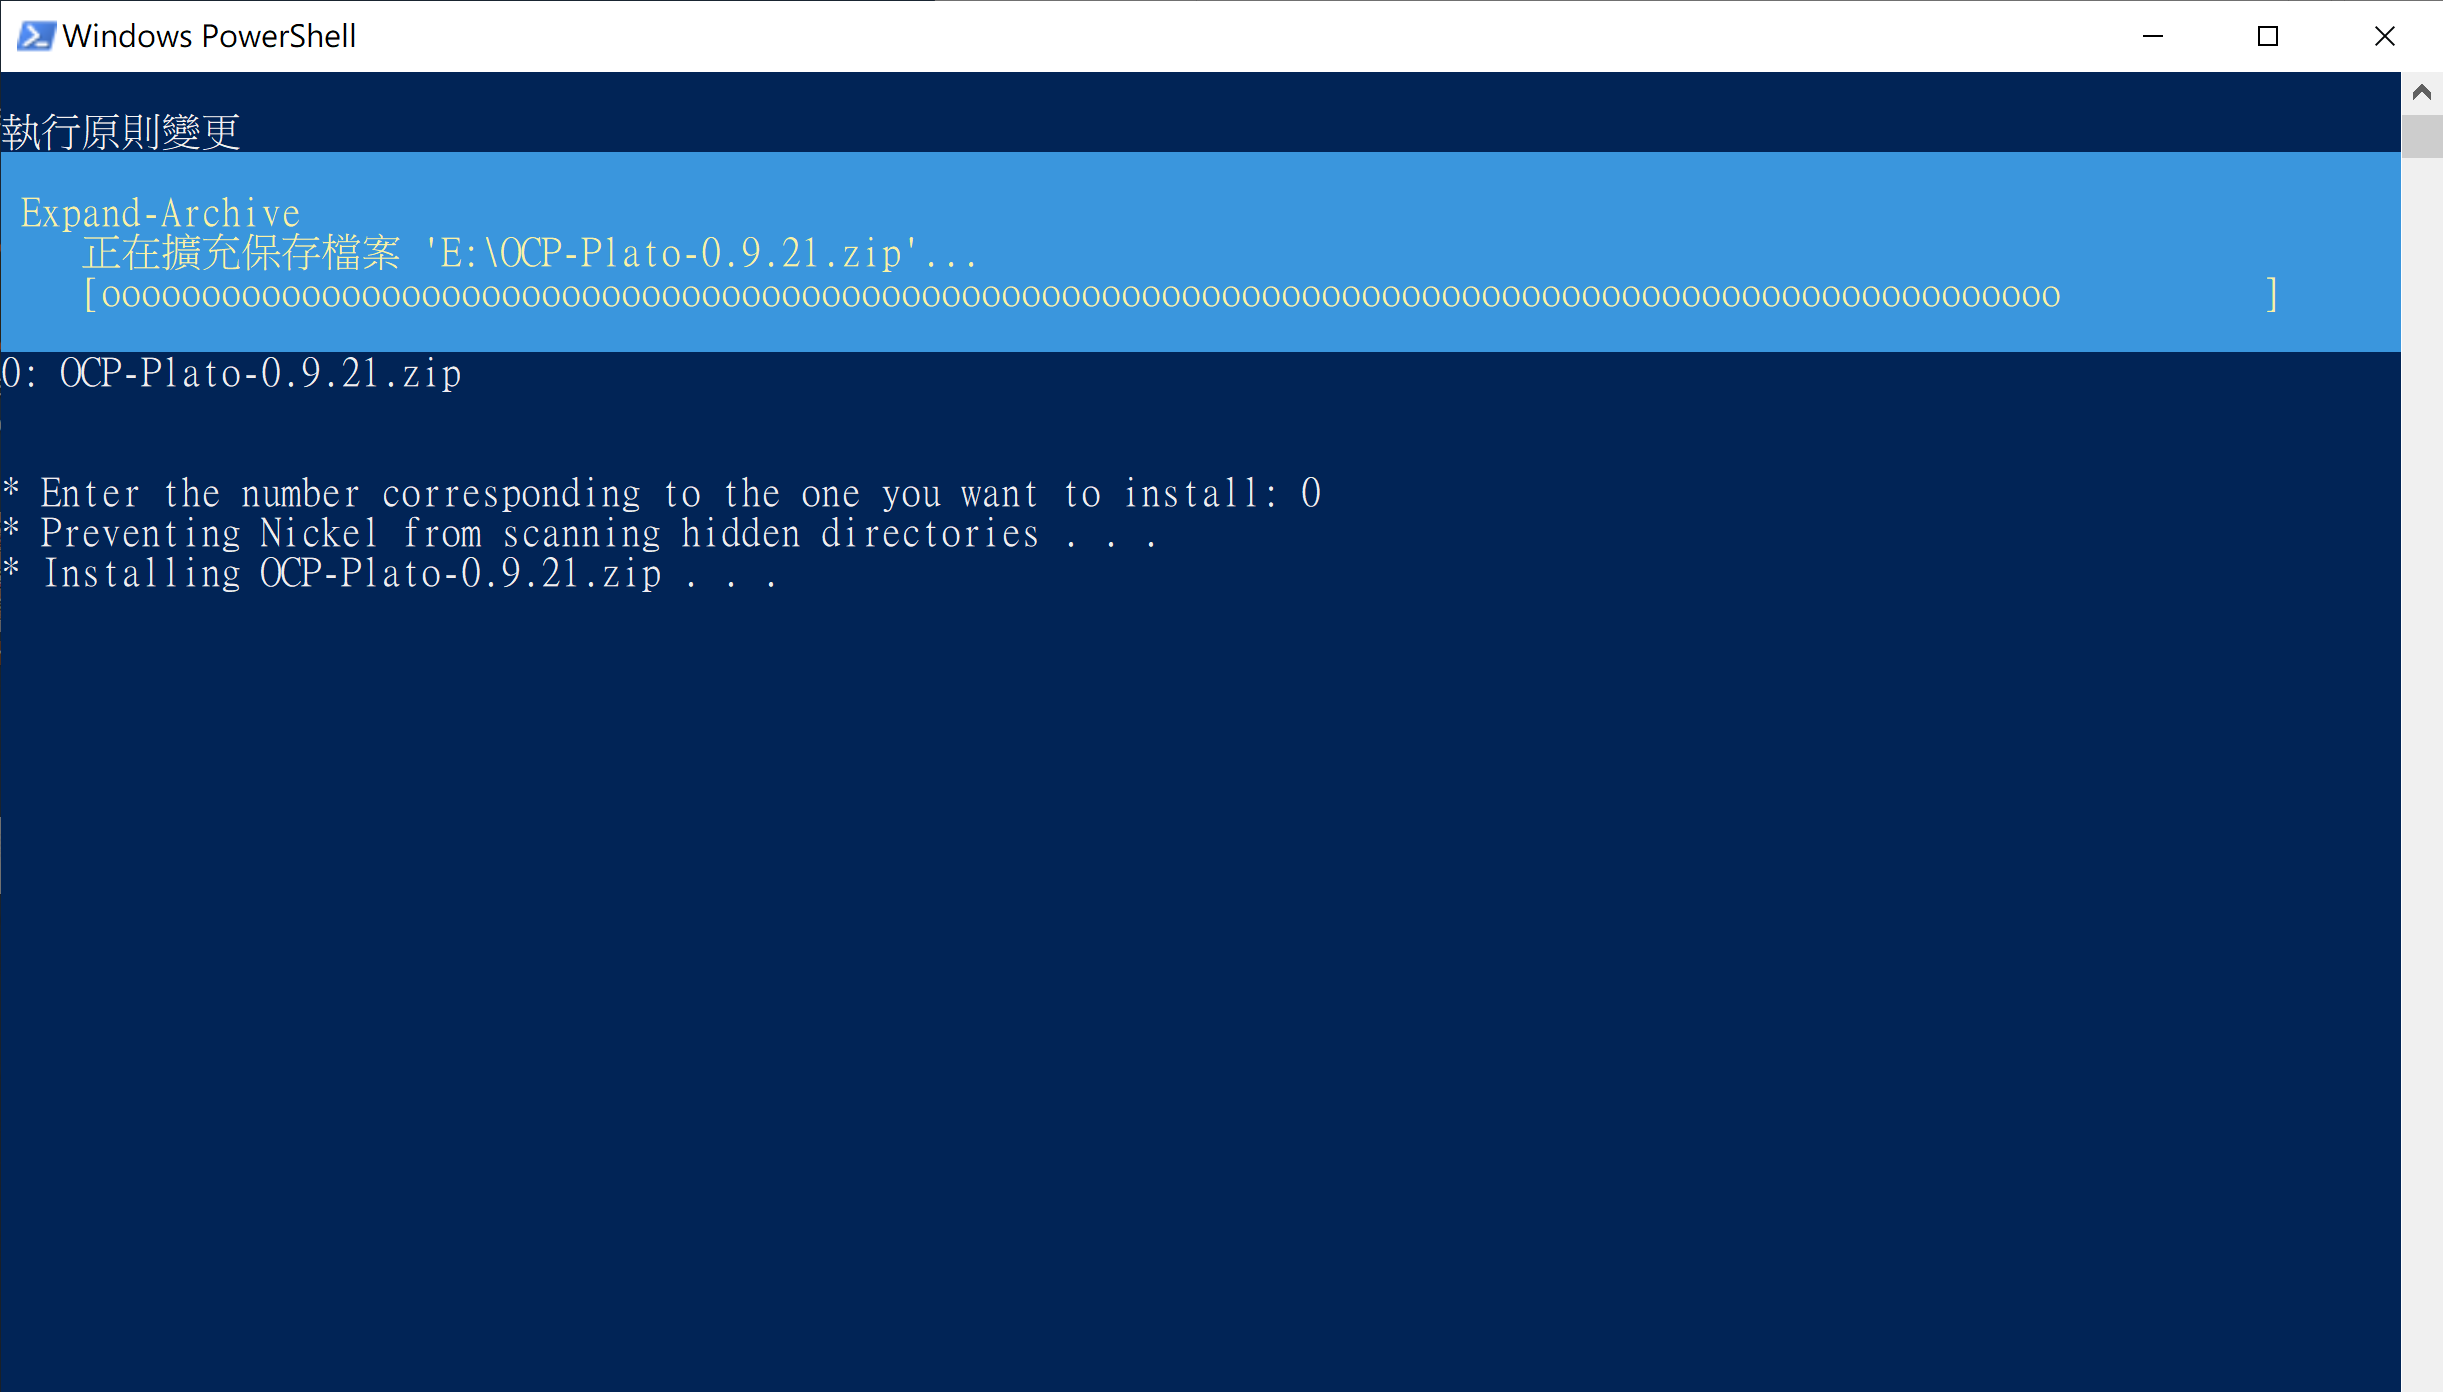 Windows PowerShell
執行原則變更
Expand-Archive
正在擴充保存檔案 'E:\OCP-Plato-0.9.21.zip'...
[oooooooooooooooooooooooooooooooooooooooooooooooooooooooooooooooooooooooooooooooooooooooooooooooooo          ]
0: OCP-Plato-0.9.21.zip
* Enter the number corresponding to the one you want to install: 0
* Preventing Nickel from scanning hidden directories . . .
* Installing OCP-Plato-0.9.21.zip . . .